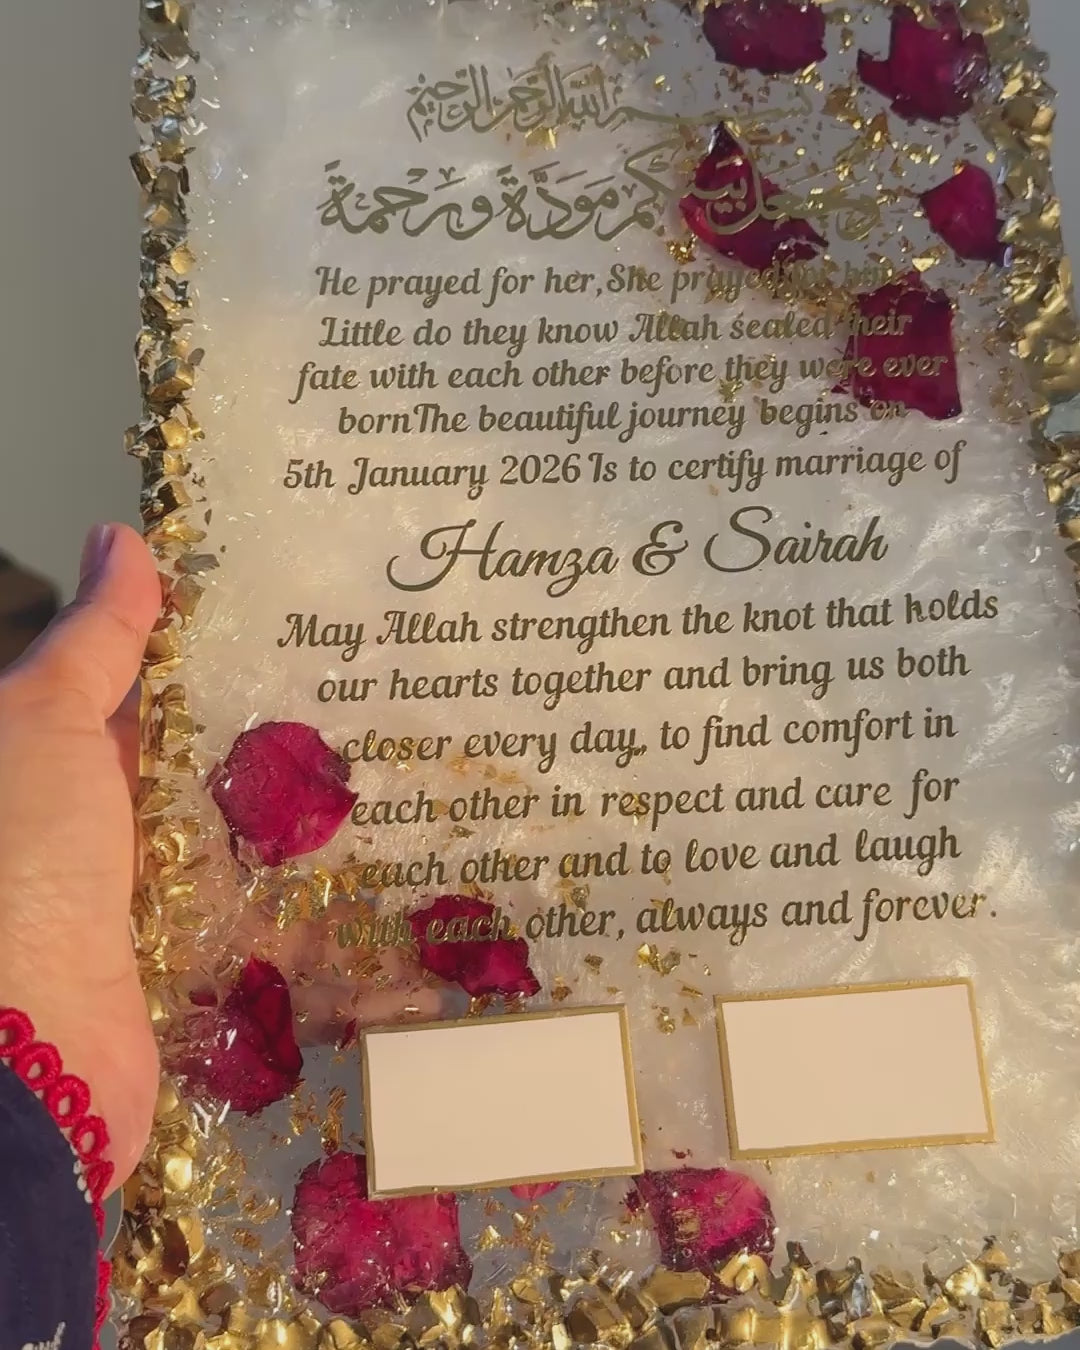 بسم الله الرحمن الرحيم
وجعل بينكم مودة ورحمة
He prayed for her,She prayed for him
Little do they know Allah sealed their
fate with each other before they were ever
bornThe beautiful journey begins on
5th January 2026 Is to certify marriage of
Hamza & Sairah
May Allah strengthen the knot that holds
our hearts together and bring us both
closer every day,, to find comfort in
each other in respect and care for
each other and to love and laugh
with each other, always and forever.